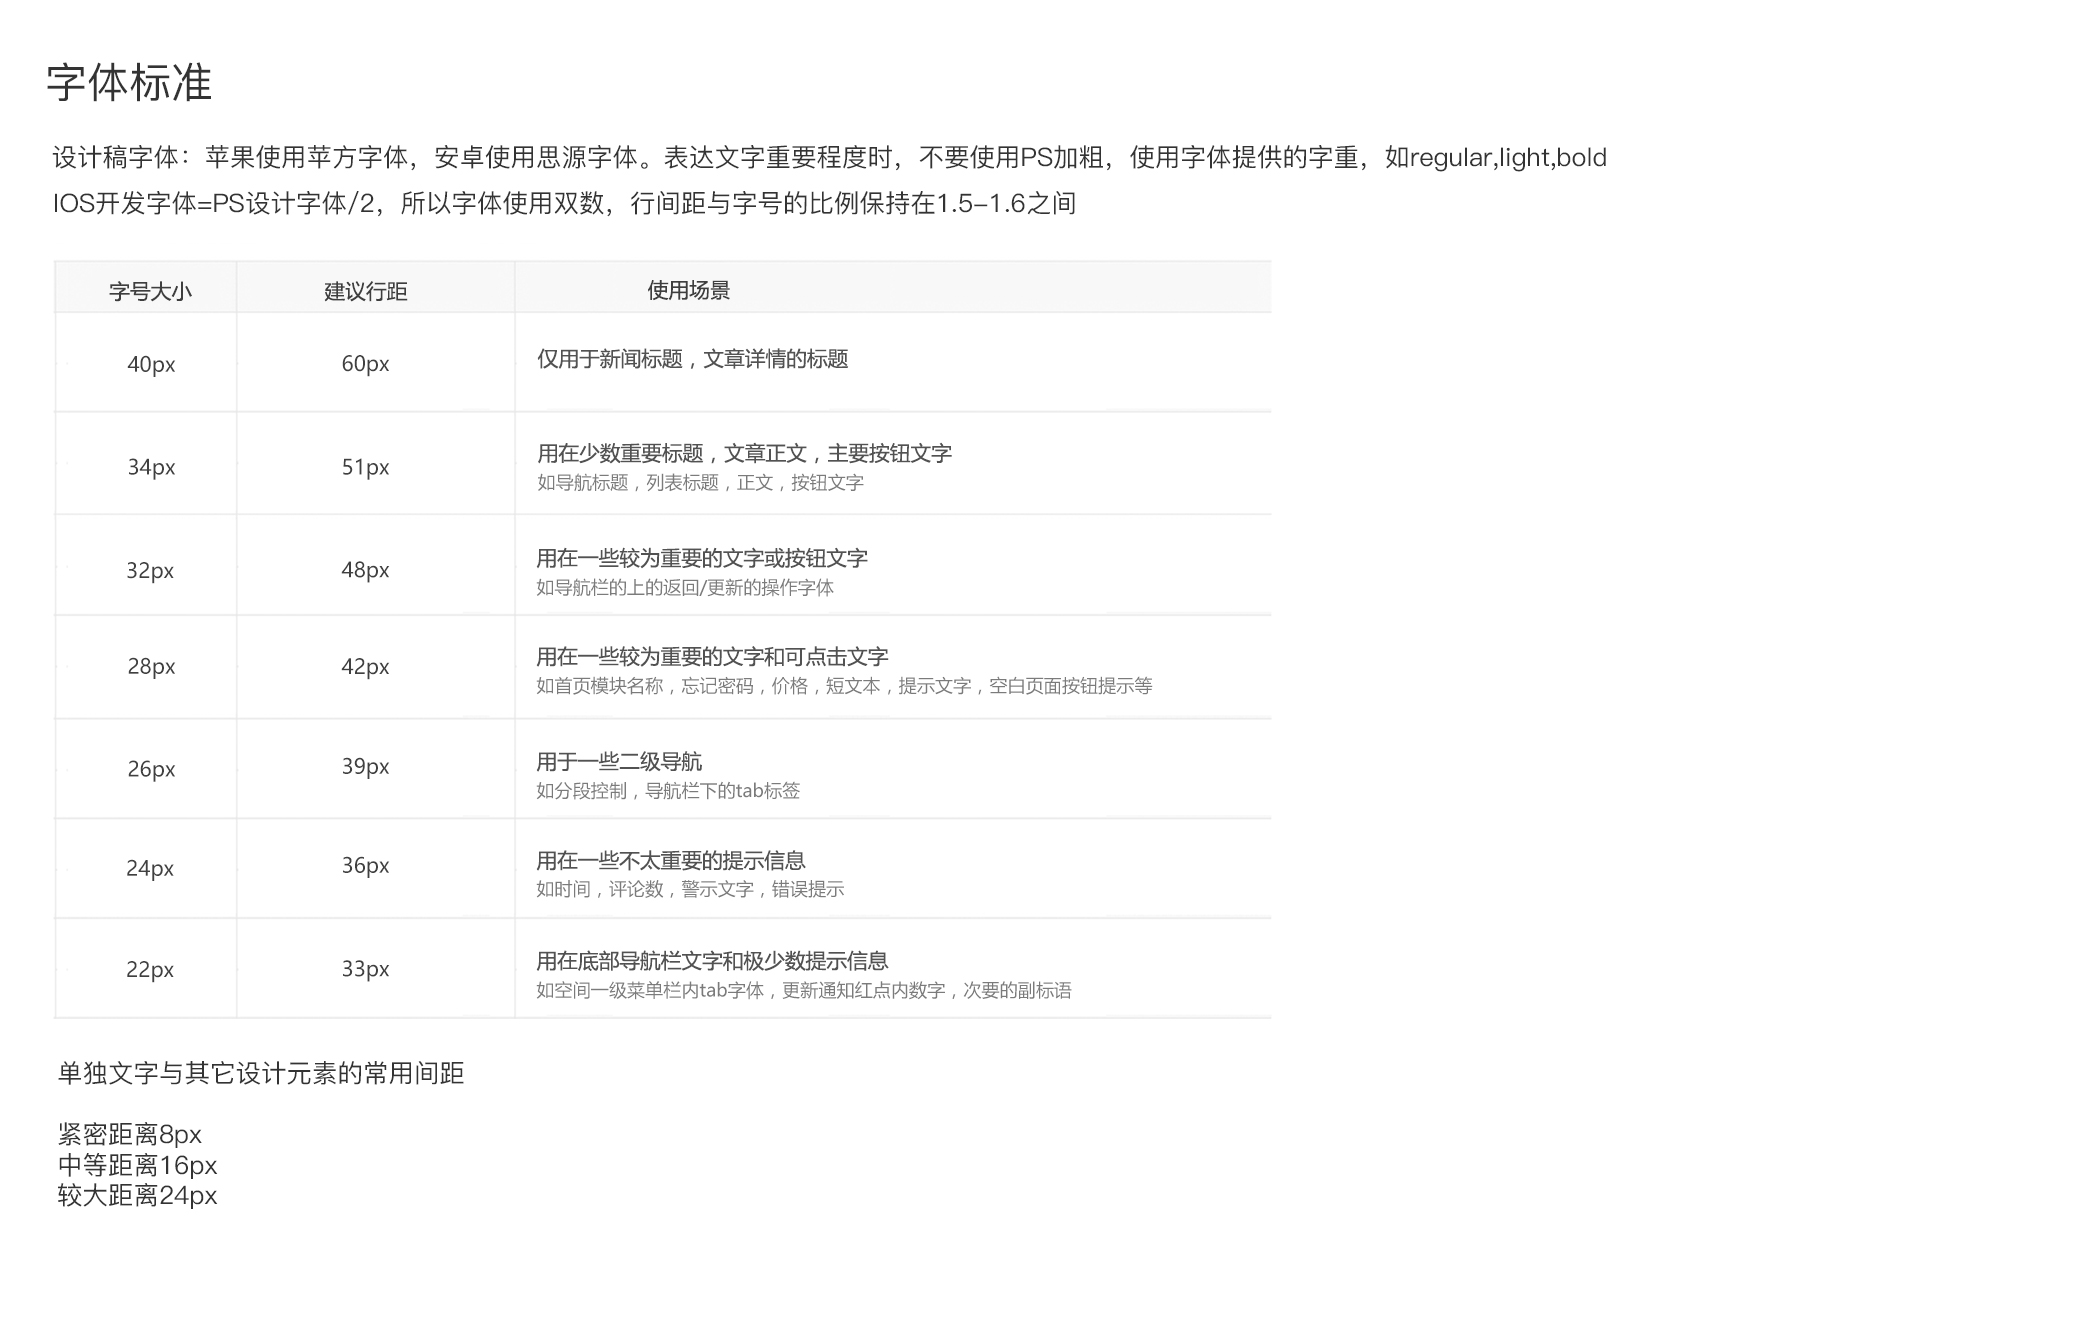 字体标准
设计稿字体：苹果使用苹方字体，安卓使用思源字体。表达文字重要程度时，不要使用PS加粗，使用字体提供的字重，如regular,light,bold
IOS开发字体=PS设计字体/2，所以字体使用双数，行间距与字号的比例保持在1.5–1.6之间
字号大小 建议行距 使用场景
40px 60px 仅用于新闻标题，文章详情的标题
34px 51px 用在少数重要标题，文章正文，主要按钮文字
如导航标题，列表标题，正文，按钮文字
32px 48px 用在一些较为重要的文字或按钮文字
如导航栏的上的返回/更新的操作字体
28px 42px 用在一些较为重要的文字和可点击文字
如首页模块名称，忘记密码，价格，短文本，提示文字，空白页面按钮提示等
26px 39px 用于一些二级导航
如分段控制，导航栏下的tab标签
24px 36px 用在一些不太重要的提示信息
如时间，评论数，警示文字，错误提示
22px 33px 用在底部导航栏文字和极少数提示信息
如空间一级菜单栏内tab字体，更新通知红点内数字，次要的副标语
单独文字与其它设计元素的常用间距
紧密距离8px
中等距离16px
较大距离24px